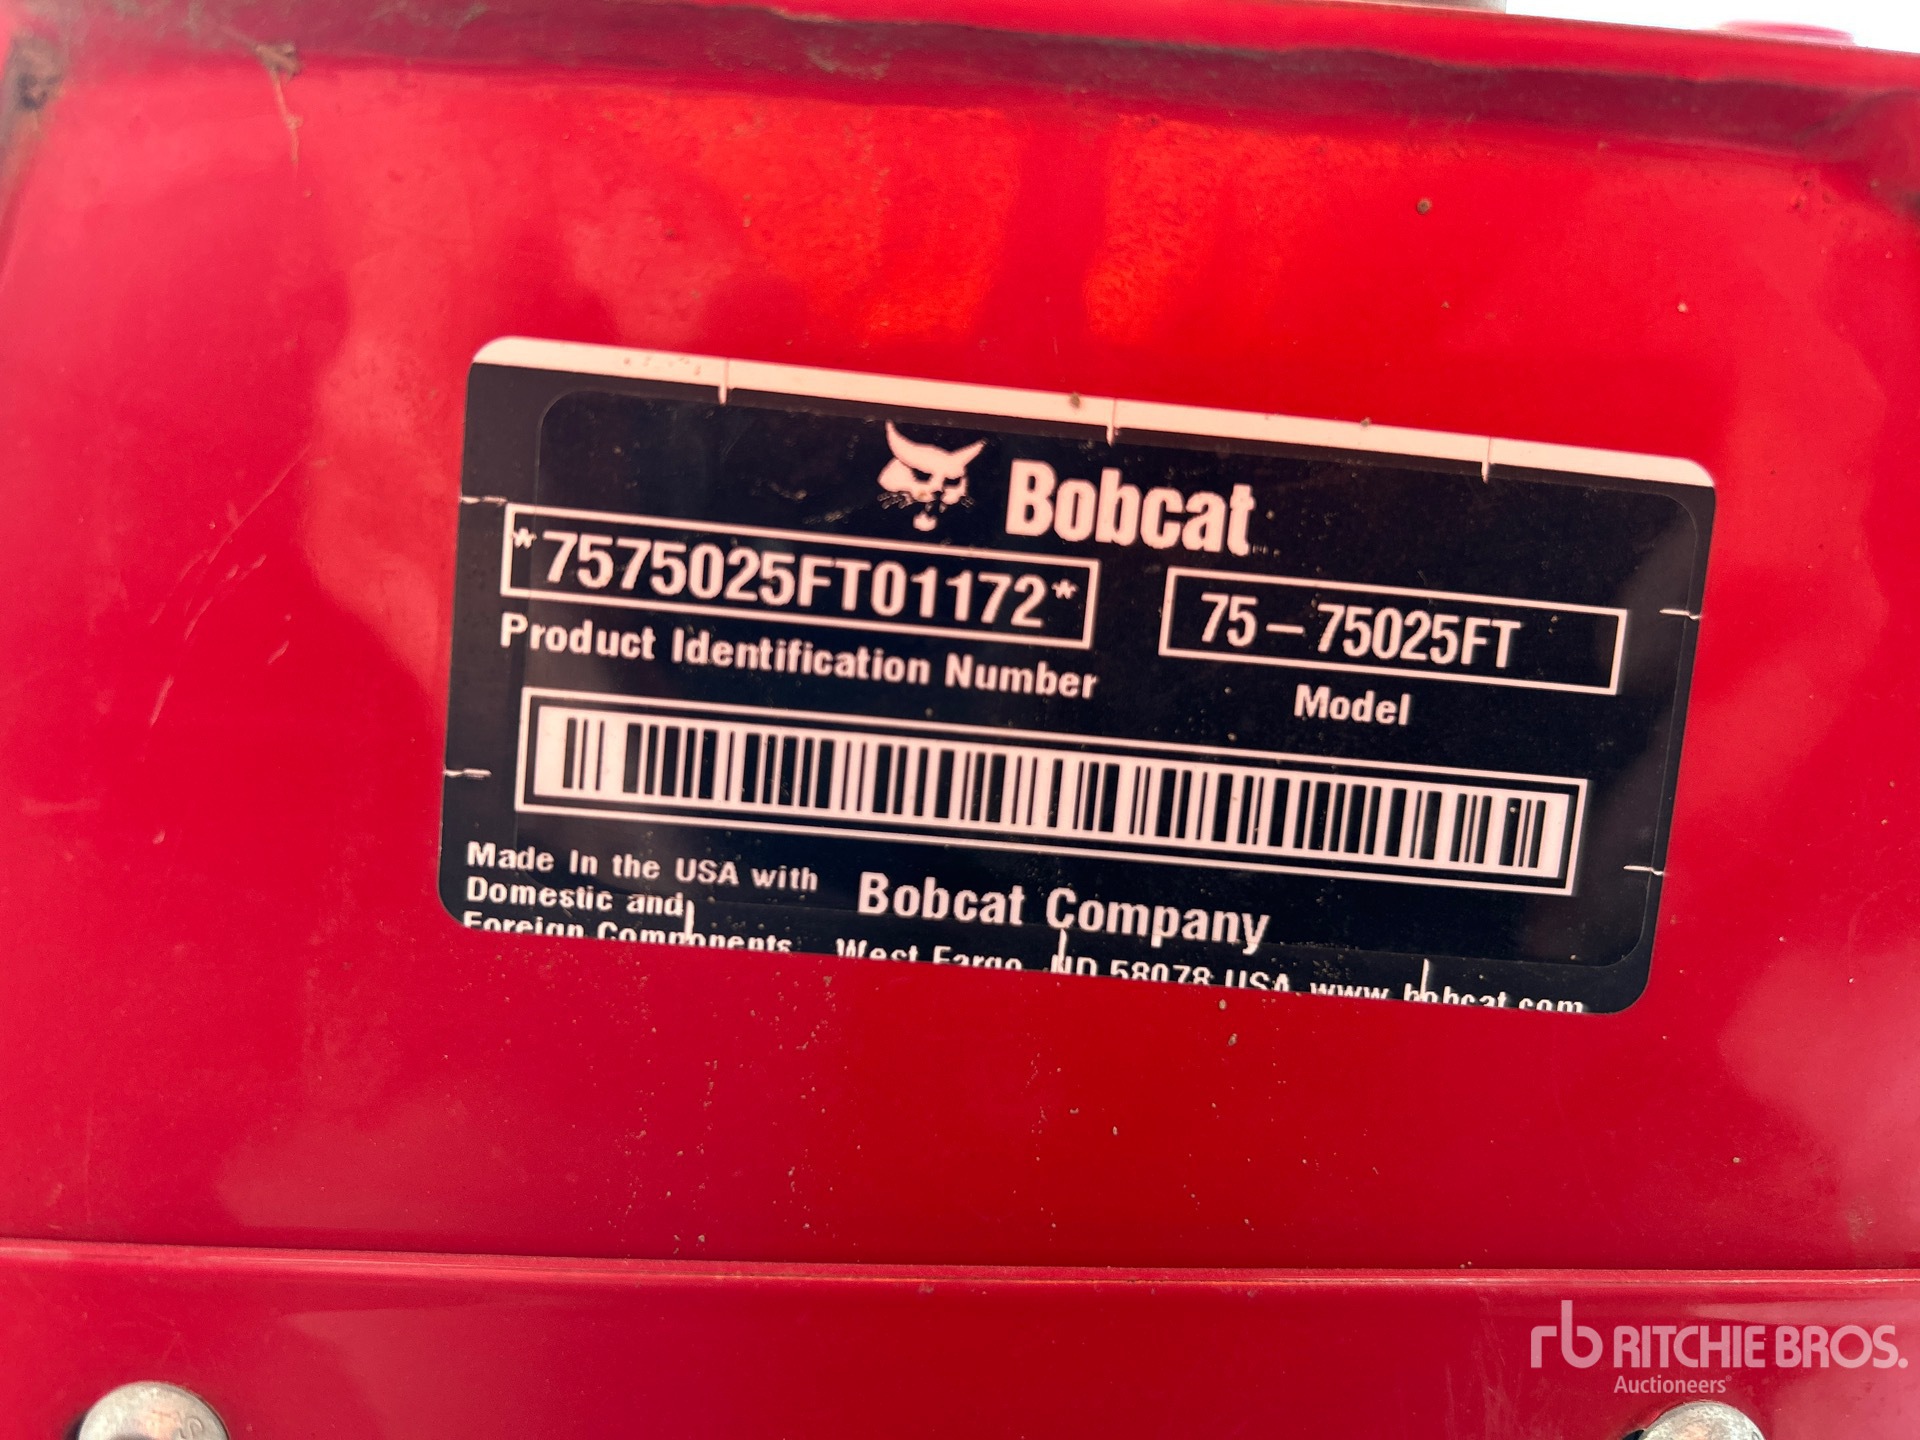 Bobcat
*7575025FT01172*
75-75025FT
Product Identification Number
Model
Made In the USA with
Domestic and
Foreign Components
Bobcat Company
West Fargo, ND 58078 USA www.bobcat.com
rb RITCHIE BROS.
Auctioneers